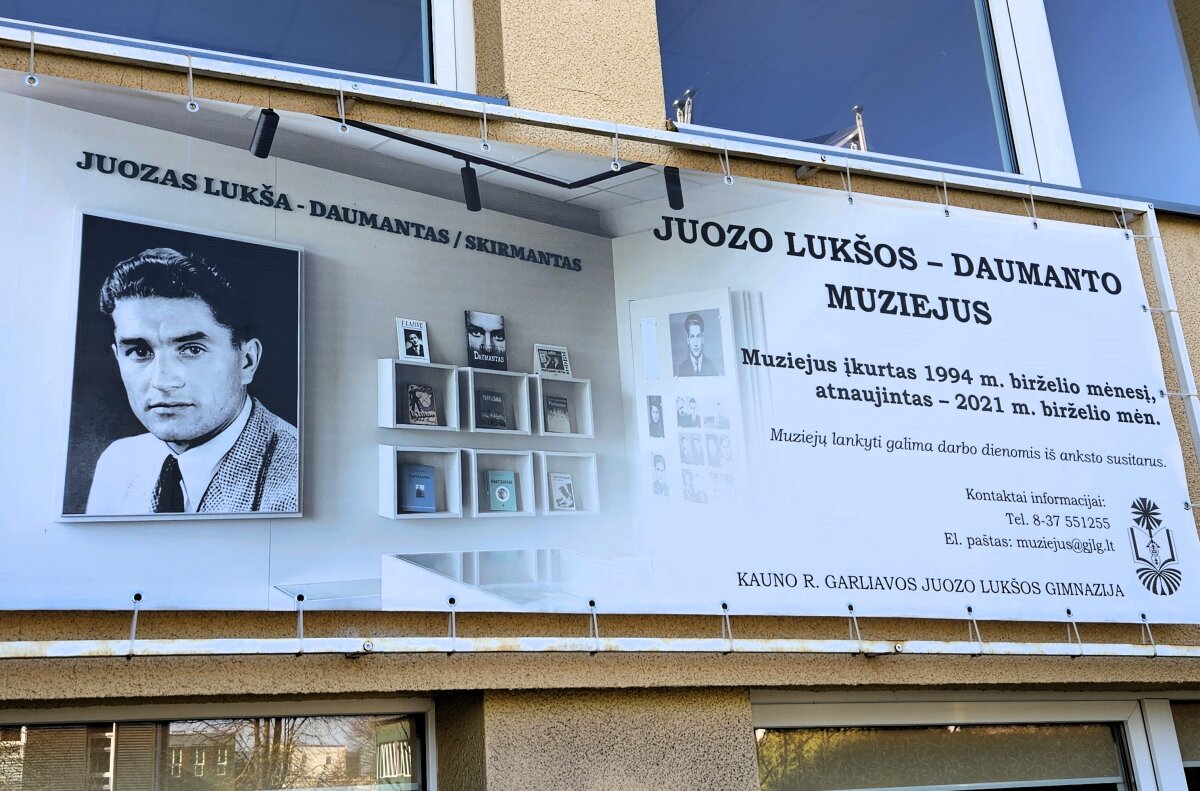 JUOZAS LUKŠA - DAUMANTAS / SKIRMANTAS
DAUMANTAS
PARTIZANAI
JUOZO LUKŠOS – DAUMANTO
MUZIEJUS
Muziejus įkurtas 1994 m. birželio mėnesį,
atnaujintas – 2021 m. birželio mėn.
Muziejų lankyti galima darbo dienomis iš anksto susitarus.
Kontaktai informacijai:
Tel. 8-37 551255
El. paštas: muziejus@gjlg.lt
KAUNO R. GARLIAVOS JUOZO LUKŠOS GIMNAZIJA